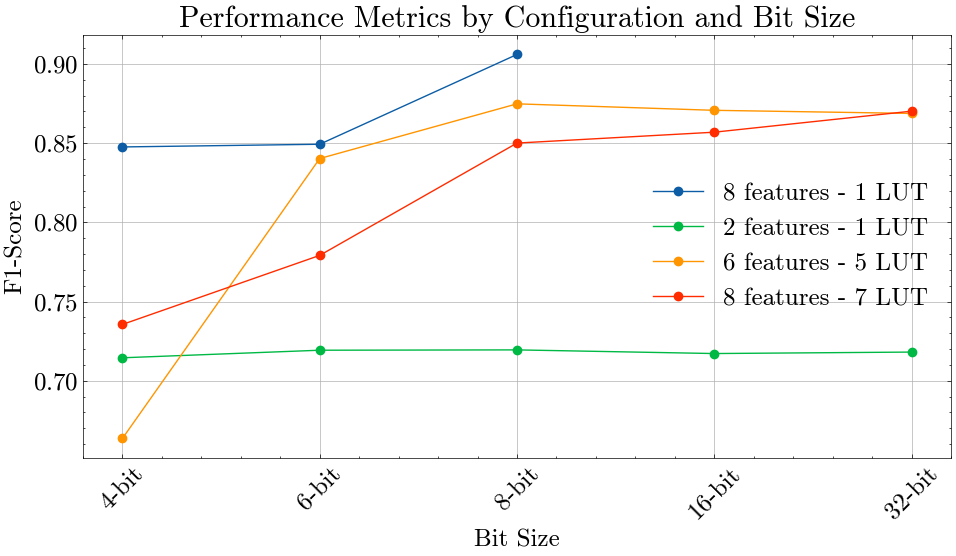 Performance Metrics by Configuration and Bit Size
0.90
0.85
0.80
0.75
0.70
F1-Score
8 features - 1 LUT
2 features - 1 LUT
6 features - 5 LUT
8 features - 7 LUT
4-bit
6-bit
8-bit
16-bit
32-bit
Bit Size